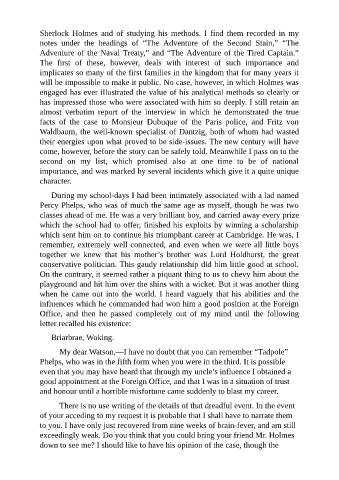 Sherlock Holmes and of studying his methods. I find them recorded in my
notes under the headings of “The Adventure of the Second Stain,” “The
Adventure of the Naval Treaty,” and “The Adventure of the Tired Captain.”
The first of these, however, deals with interest of such importance and
implicates so many of the first families in the kingdom that for many years it
will be impossible to make it public. No case, however, in which Holmes was
engaged has ever illustrated the value of his analytical methods so clearly or
has impressed those who were associated with him so deeply. I still retain an
almost verbatim report of the interview in which he demonstrated the true
facts of the case to Monsieur Dubuque of the Paris police, and Fritz von
Waldbaum, the well-known specialist of Dantzig, both of whom had wasted
their energies upon what proved to be side-issues. The new century will have
come, however, before the story can be safely told. Meanwhile I pass on to the
second on my list, which promised also at one time to be of national
importance, and was marked by several incidents which give it a quite unique
character.
During my school-days I had been intimately associated with a lad named
Percy Phelps, who was of much the same age as myself, though he was two
classes ahead of me. He was a very brilliant boy, and carried away every prize
which the school had to offer, finished his exploits by winning a scholarship
which sent him on to continue his triumphant career at Cambridge. He was, I
remember, extremely well connected, and even when we were all little boys
together we knew that his mother’s brother was Lord Holdhurst, the great
conservative politician. This gaudy relationship did him little good at school.
On the contrary, it seemed rather a piquant thing to us to chevy him about the
playground and hit him over the shins with a wicket. But it was another thing
when he came out into the world. I heard vaguely that his abilities and the
influences which he commanded had won him a good position at the Foreign
Office, and then he passed completely out of my mind until the following
letter recalled his existence:
Briarbrae, Woking.
My dear Watson,—I have no doubt that you can remember “Tadpole”
Phelps, who was in the fifth form when you were in the third. It is possible
even that you may have heard that through my uncle’s influence I obtained a
good appointment at the Foreign Office, and that I was in a situation of trust
and honour until a horrible misfortune came suddenly to blast my career.
There is no use writing of the details of that dreadful event. In the event
of your acceding to my request it is probable that I shall have to narrate them
to you. I have only just recovered from nine weeks of brain-fever, and am still
exceedingly weak. Do you think that you could bring your friend Mr. Holmes
down to see me? I should like to have his opinion of the case, though the